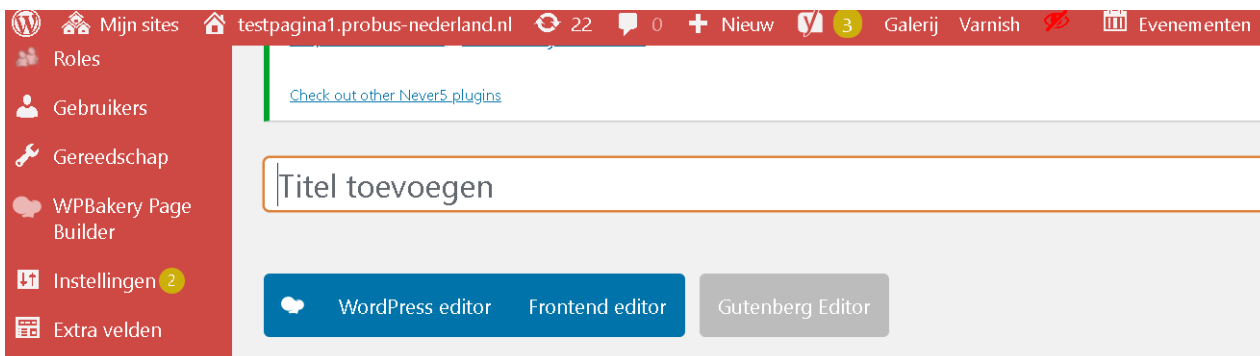 Mijn sites testpagina1.probus-nederland.nl 22 0 Nieuw 3 Galerij Varnish Evenementen
Roles
Gebruikers
Gereedschap
WPBakery Page
Builder
Instellingen 2
Extra velden
Check out other Never5 plugins
Titel toevoegen
WordPress editor Frontend editor Gutenberg Editor